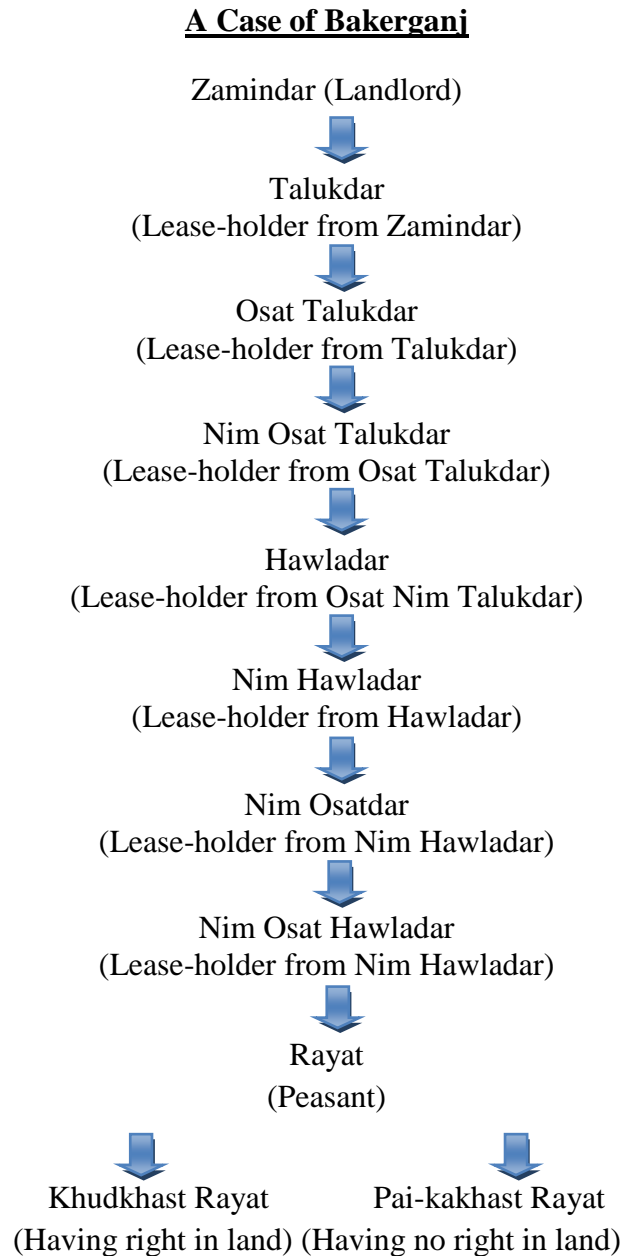 A Case of Bakerganj
Zamindar (Landlord)
Talukdar
(Lease-holder from Zamindar)
Osat Talukdar
(Lease-holder from Talukdar)
Nim Osat Talukdar
(Lease-holder from Osat Talukdar)
Hawladar
(Lease-holder from Osat Nim Talukdar)
Nim Hawladar
(Lease-holder from Hawladar)
Nim Osatdar
(Lease-holder from Nim Hawladar)
Nim Osat Hawladar
(Lease-holder from Nim Hawladar)
Rayat
(Peasant)
Khudkhast Rayat Pai-kakhast Rayat
(Having right in land) (Having no right in land)